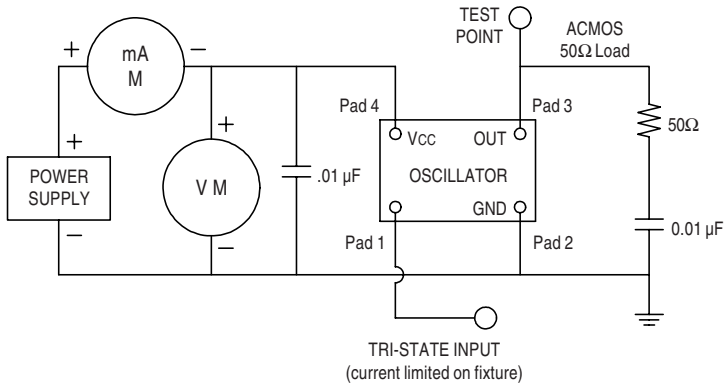 TEST
POINT
ACMOS
50Ω Load
+
mA
M
−
Pad 4
Pad 3
+
+
VCC
OUT
50Ω
POWER
SUPPLY
V M
.01 µF
OSCILLATOR
GND
−
−
Pad 1
Pad 2
0.01 µF
TRI-STATE INPUT
(current limited on fixture)